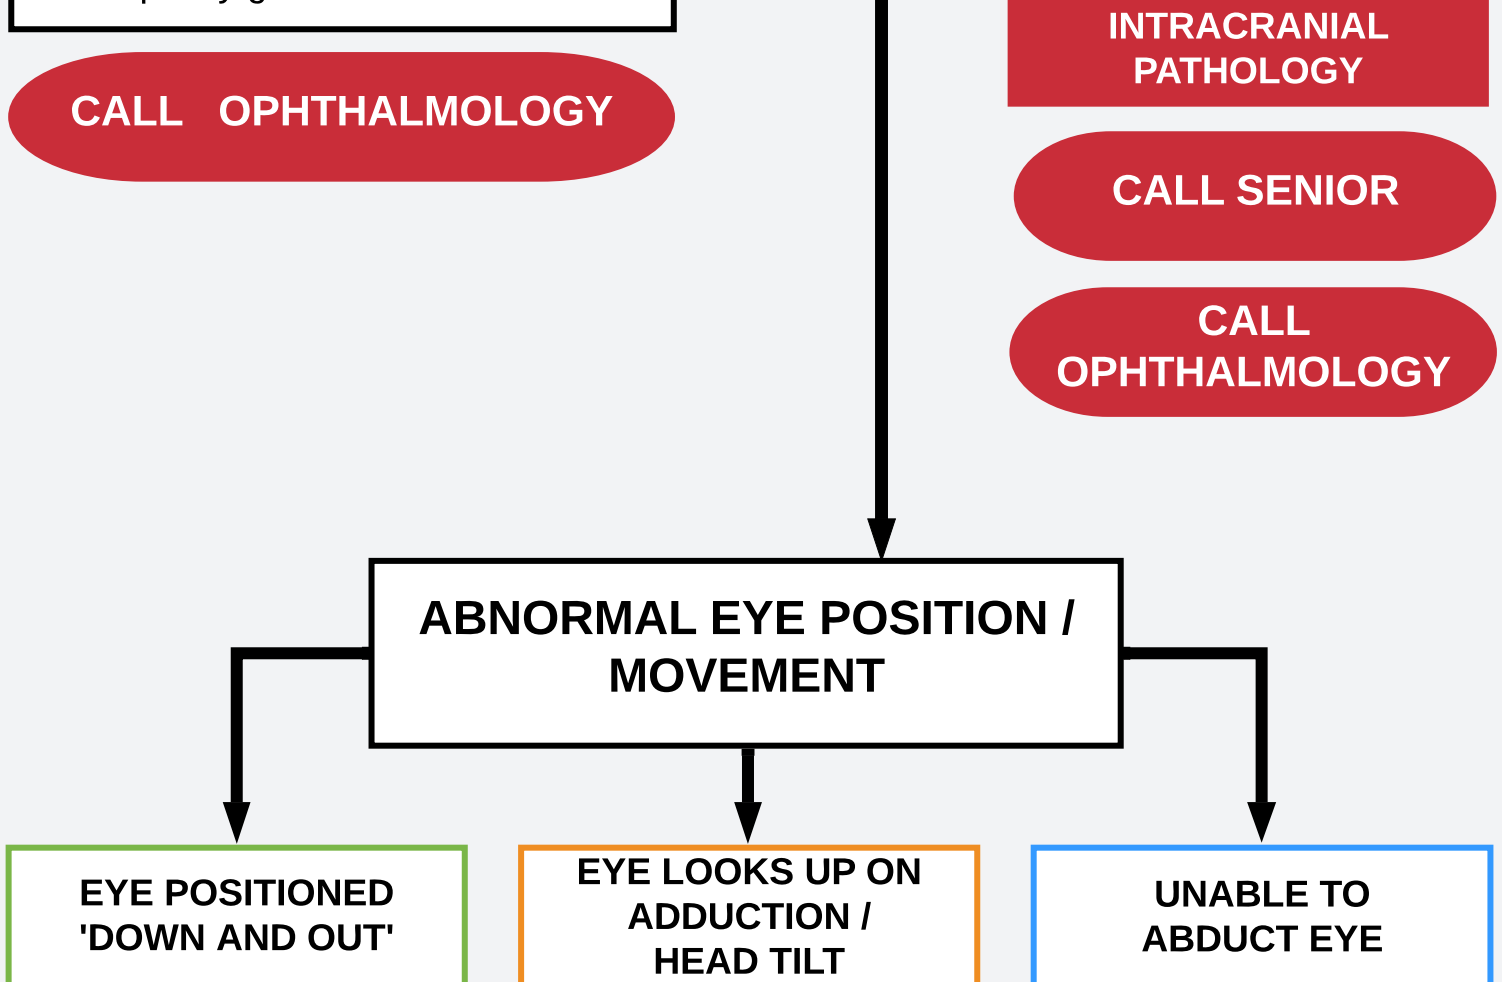 CALL OPHTHALMOLOGY
INTRACRANIAL
PATHOLOGY
CALL SENIOR
CALL
OPHTHALMOLOGY
ABNORMAL EYE POSITION /
MOVEMENT
EYE POSITIONED
'DOWN AND OUT'
EYE LOOKS UP ON
ADDUCTION /
HEAD TILT
UNABLE TO
ABDUCT EYE